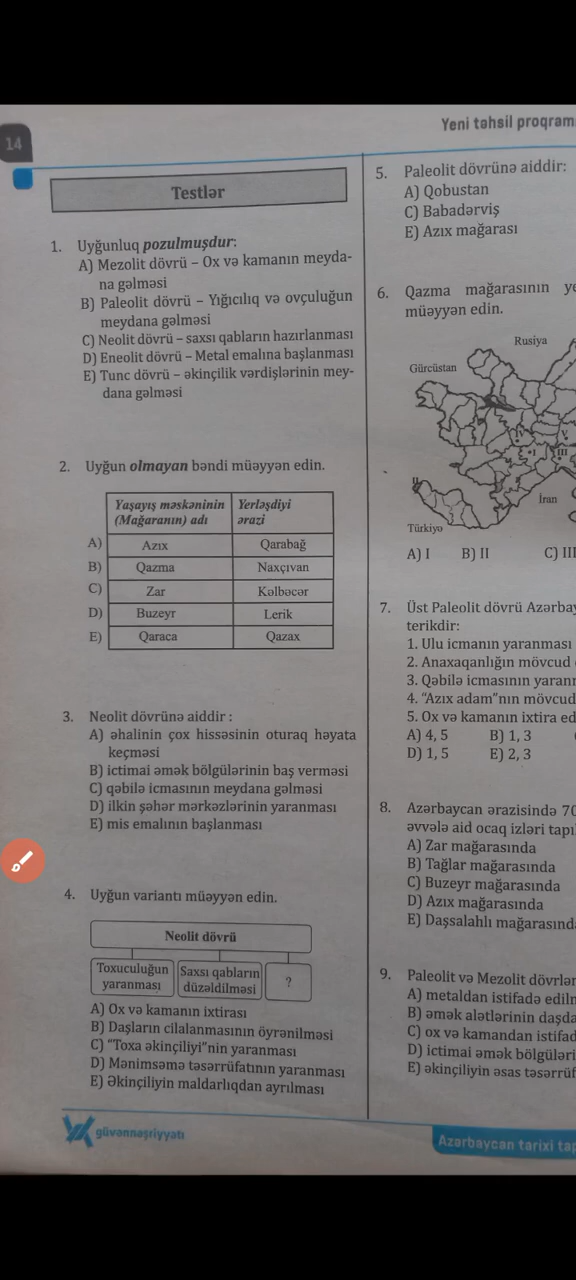 14
Yeni təhsil proqram
Testlər
1. Uyğunluq pozulmuşdur:
A) Mezolit dövrü – Ox və kamanın meyda-
na gəlməsi
B) Paleolit dövrü – Yığıcılıq və ovçuluğun
meydana gəlməsi
C) Neolit dövrü – saxsı qabların hazırlanması
D) Eneolit dövrü – Metal emalına başlanması
E) Tunc dövrü – əkinçilik vərdişlərinin mey-
dana gəlməsi
2. Uyğun olmayan bəndi müəyyən edin.
Yaşayış məskəninin Yerləşdiyi
(Mağaranın) adı ərazi
A) Azıx Qarabağ
B) Qazma Naxçıvan
C) Zar Kəlbəcər
D) Buzeyr Lerik
E) Qaraca Qazax
3. Neolit dövrünə aiddir :
A) əhalinin çox hissəsinin oturaq həyata
keçməsi
B) ictimai əmək bölgülərinin baş verməsi
C) qəbilə icmasının meydana gəlməsi
D) ilkin şəhər mərkəzlərinin yaranması
E) mis emalının başlanması
4. Uyğun variantı müəyyən edin.
Neolit dövrü
Toxuculuğun Saxsı qabların ?
yaranması düzəldilməsi
A) Ox və kamanın ixtirası
B) Daşların cilalanmasının öyrənilməsi
C) "Toxa əkinçiliyi"nin yaranması
D) Mənimsəmə təsərrüfatının yaranması
E) Əkinçiliyin maldarlıqdan ayrılması
güvənnəşriyyatı
5. Paleolit dövrünə aiddir:
A) Qobustan
C) Babadərviş
E) Azıx mağarası
6. Qazma mağarasının ye
müəyyən edin.
Rusiya
Gürcüstan
V
I III
II
İran
Türkiyə
A) I B) II C) III
7. Üst Paleolit dövrü Azərbay
terikdir:
1. Ulu icmanın yaranması
2. Anaxaqanlığın mövcud
3. Qəbilə icmasının yaranm
4. "Azıx adam"nın mövcud
5. Ox və kamanın ixtira ed
A) 4, 5 B) 1, 3
D) 1, 5 E) 2, 3
8. Azərbaycan ərazisində 70
əvvələ aid ocaq izləri tapıl
A) Zar mağarasında
B) Tağlar mağarasında
C) Buzeyr mağarasında
D) Azıx mağarasında
E) Daşsalahlı mağarasında
9. Paleolit və Mezolit dövrlər
A) metaldan istifadə edilm
B) əmək alətlərinin daşda
C) ox və kamandan istifad
D) ictimai əmək bölgüləri
E) əkinçiliyin əsas təsərrüf
Azərbaycan tarixi tap